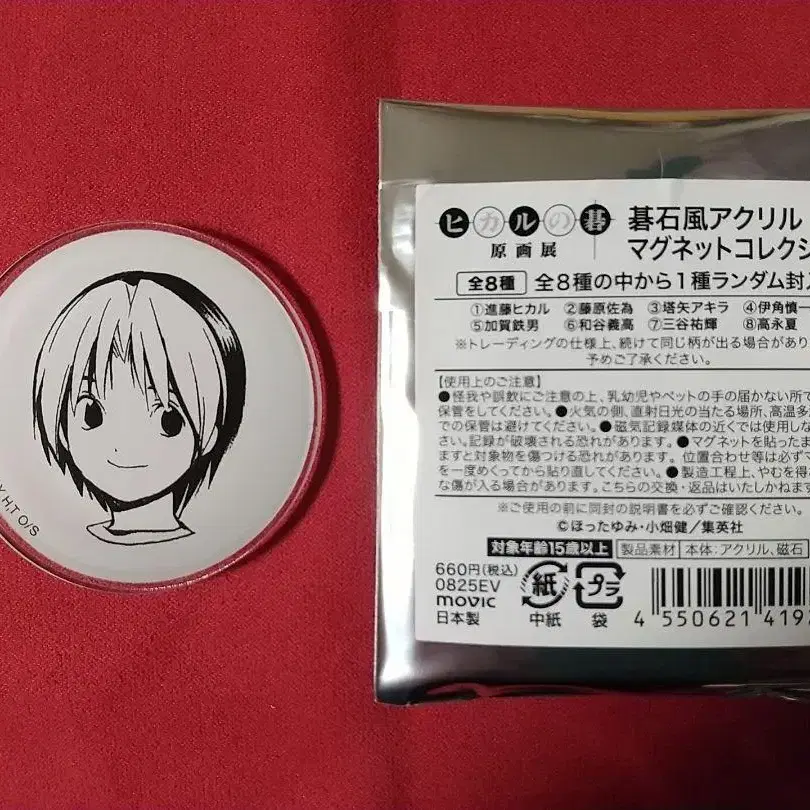 Y.H,T.O/S
ヒカルの碁
原画展
碁石風アクリル
マグネットコレクシ
全8種 全8種の中から1種ランダム封入
①進藤ヒカル ②藤原佐為 ③塔矢アキラ ④伊角慎一
⑤加賀鉄男 ⑥和谷義高 ⑦三谷祐輝 ⑧高永夏
※トレーディングの仕様上、続けて同じ柄が出る場合があり
予めご了承ください。
【使用上のご注意】
●怪我や誤飲にご注意の上、乳幼児やペットの手の届かない所で
保管をしてください。●火気の側、直射日光の当たる場所、高温多
での保管は避けてください。●磁気記録媒体の近くでは使用しな
さい。記録が破壊される恐れがあります。●マグネットを貼ったま
ますと対象物を傷つける恐れがあります。位置合わせ等は必ずマ
を一度めくってから貼り直してください。●製造工程上、やむを得
な傷が入る場合があります。こちらの交換・返品はいたしかねます
※ご使用の前に同封の説明書を必ずご確認ください。
©ほったゆみ・小畑健／集英社
対象年齢15歳以上 製品素材 本体:アクリル、磁石
660円(税込)
0825EV
movic
日本製
紙
中紙
プラ
袋
4 550621 419